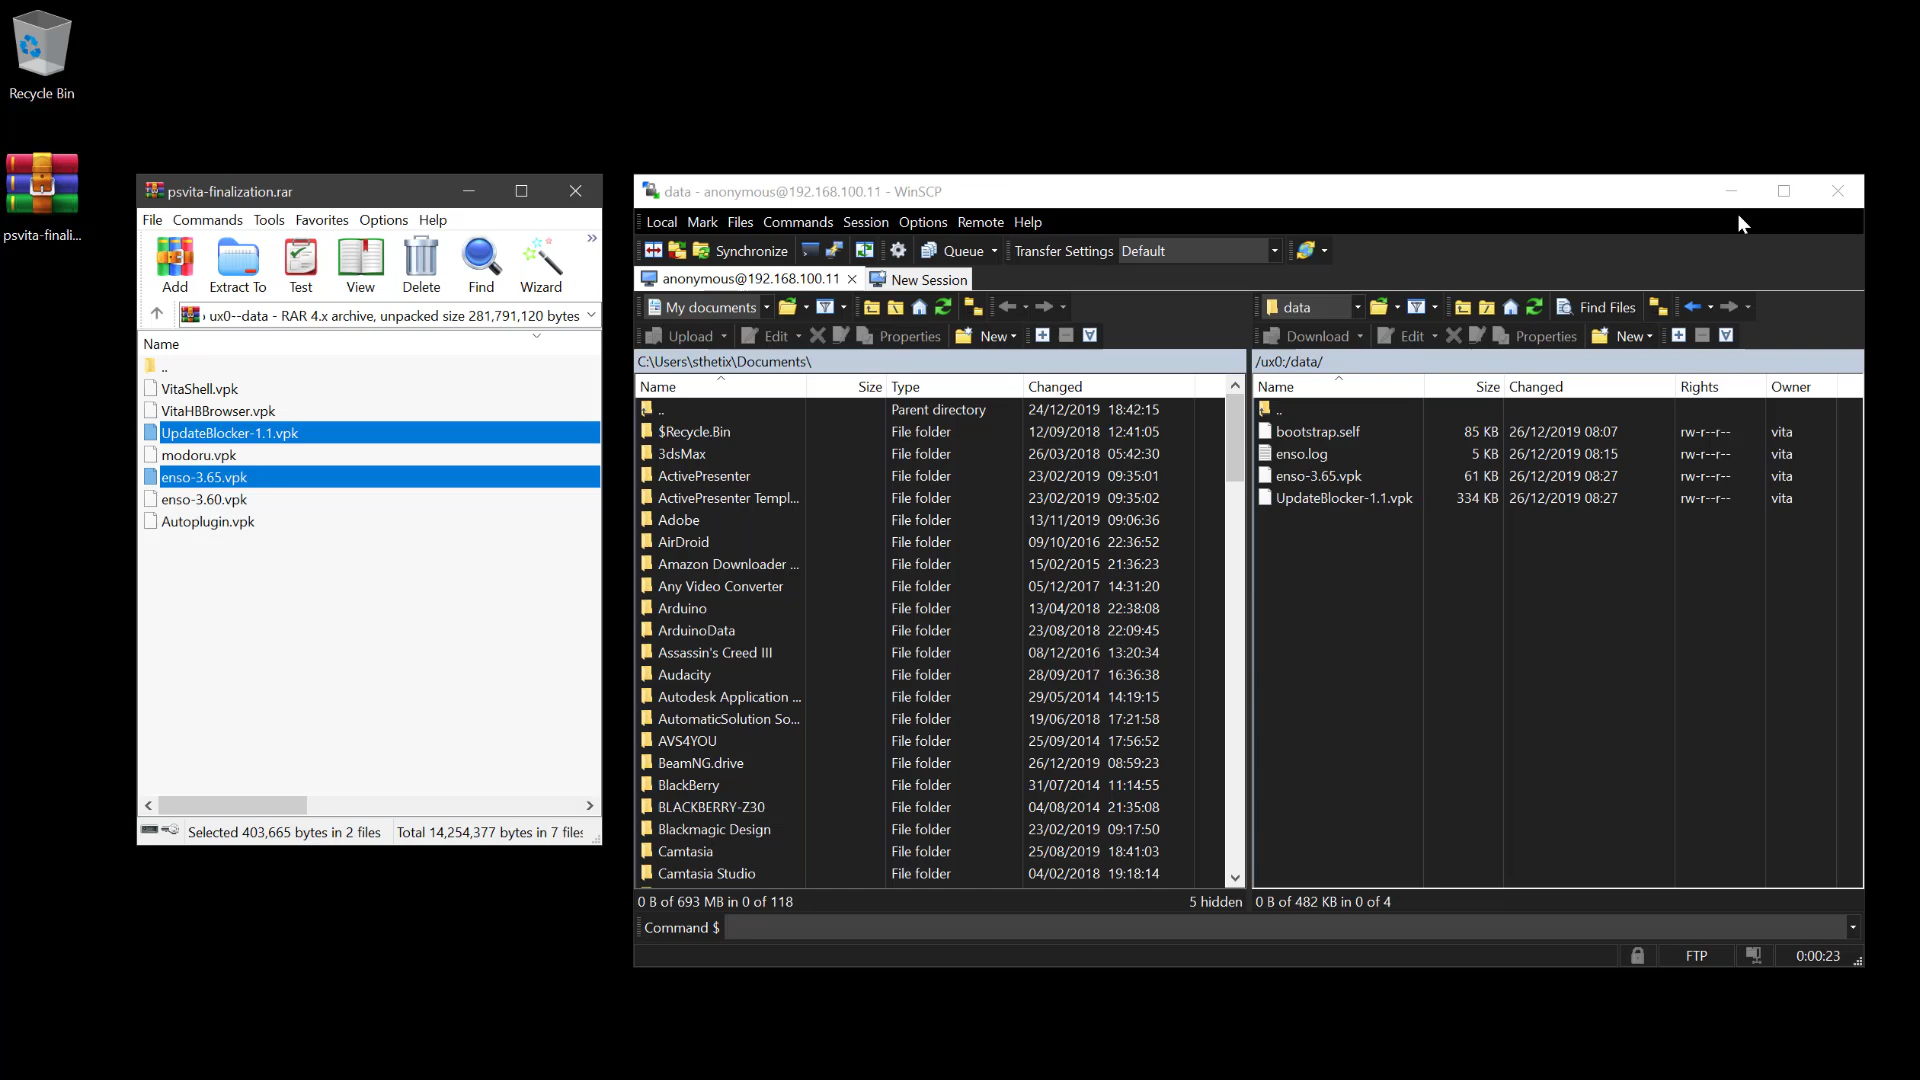 Recycle Bin
psvita-finali...
psvita-finalization.rar
File Commands Tools Favorites Options Help
»
Add Extract To Test View Delete Find Wizard
ux0--data - RAR 4.x archive, unpacked size 281,791,120 bytes
Name
..
VitaShell.vpk
VitaHBBrowser.vpk
UpdateBlocker-1.1.vpk
modoru.vpk
enso-3.65.vpk
enso-3.60.vpk
Autoplugin.vpk
Selected 403,665 bytes in 2 files Total 14,254,377 bytes in 7 files
data - anonymous@192.168.100.11 - WinSCP
Local Mark Files Commands Session Options Remote Help
Synchronize Queue Transfer Settings Default
anonymous@192.168.100.11 New Session
My documents
Upload Edit Properties New
C:\Users\sthetix\Documents\
Name Size Type Changed
.. Parent directory 24/12/2019 18:42:15
$Recycle.Bin File folder 12/09/2018 12:41:05
3dsMax File folder 26/03/2018 05:42:30
ActivePresenter File folder 23/02/2019 09:35:01
ActivePresenter Templ... File folder 23/02/2019 09:35:02
Adobe File folder 13/11/2019 09:06:36
AirDroid File folder 09/10/2016 22:36:52
Amazon Downloader ... File folder 15/02/2015 21:36:23
Any Video Converter File folder 05/12/2017 14:31:20
Arduino File folder 13/04/2018 22:38:08
ArduinoData File folder 23/08/2018 22:09:45
Assassin's Creed III File folder 08/12/2016 13:20:34
Audacity File folder 28/09/2017 16:36:38
Autodesk Application ... File folder 29/05/2014 14:19:15
AutomaticSolution So... File folder 19/06/2018 17:21:58
AVS4YOU File folder 25/09/2014 17:56:52
BeamNG.drive File folder 26/12/2019 08:59:23
BlackBerry File folder 31/07/2014 11:14:55
BLACKBERRY-Z30 File folder 04/08/2014 21:35:08
Blackmagic Design File folder 23/02/2019 09:17:50
Camtasia File folder 25/08/2019 18:41:03
Camtasia Studio File folder 04/02/2018 19:18:14
0 B of 693 MB in 0 of 118 5 hidden
data Find Files
Download Edit Properties New
/ux0:/data/
Name Size Changed Rights Owner
..
bootstrap.self 85 KB 26/12/2019 08:07 rw-r--r-- vita
enso.log 5 KB 26/12/2019 08:15 rw-r--r-- vita
enso-3.65.vpk 61 KB 26/12/2019 08:27 rw-r--r-- vita
UpdateBlocker-1.1.vpk 334 KB 26/12/2019 08:27 rw-r--r-- vita
0 B of 482 KB in 0 of 4
Command $
FTP 0:00:23